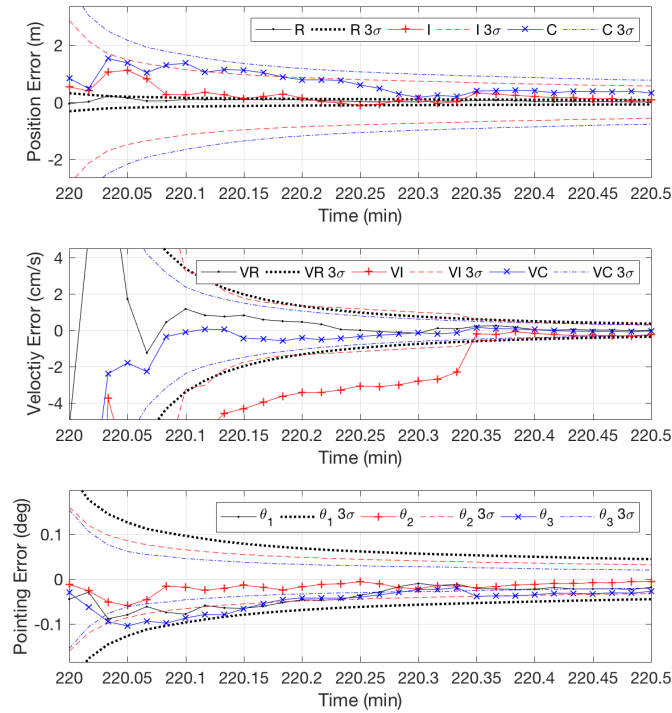 Position Error (m)
2
0
-2
R R 3σ I I 3σ C C 3σ
220 220.05 220.1 220.15 220.2 220.25 220.3 220.35 220.4 220.45 220.5
Time (min)
Veloctiy Error (cm/s)
4
2
0
-2
-4
VR VR 3σ VI VI 3σ VC VC 3σ
220 220.05 220.1 220.15 220.2 220.25 220.3 220.35 220.4 220.45 220.5
Time (min)
Pointing Error (deg)
0.1
0
-0.1
θ₁ θ₁ 3σ θ₂ θ₂ 3σ θ₃ θ₃ 3σ
220 220.05 220.1 220.15 220.2 220.25 220.3 220.35 220.4 220.45 220.5
Time (min)